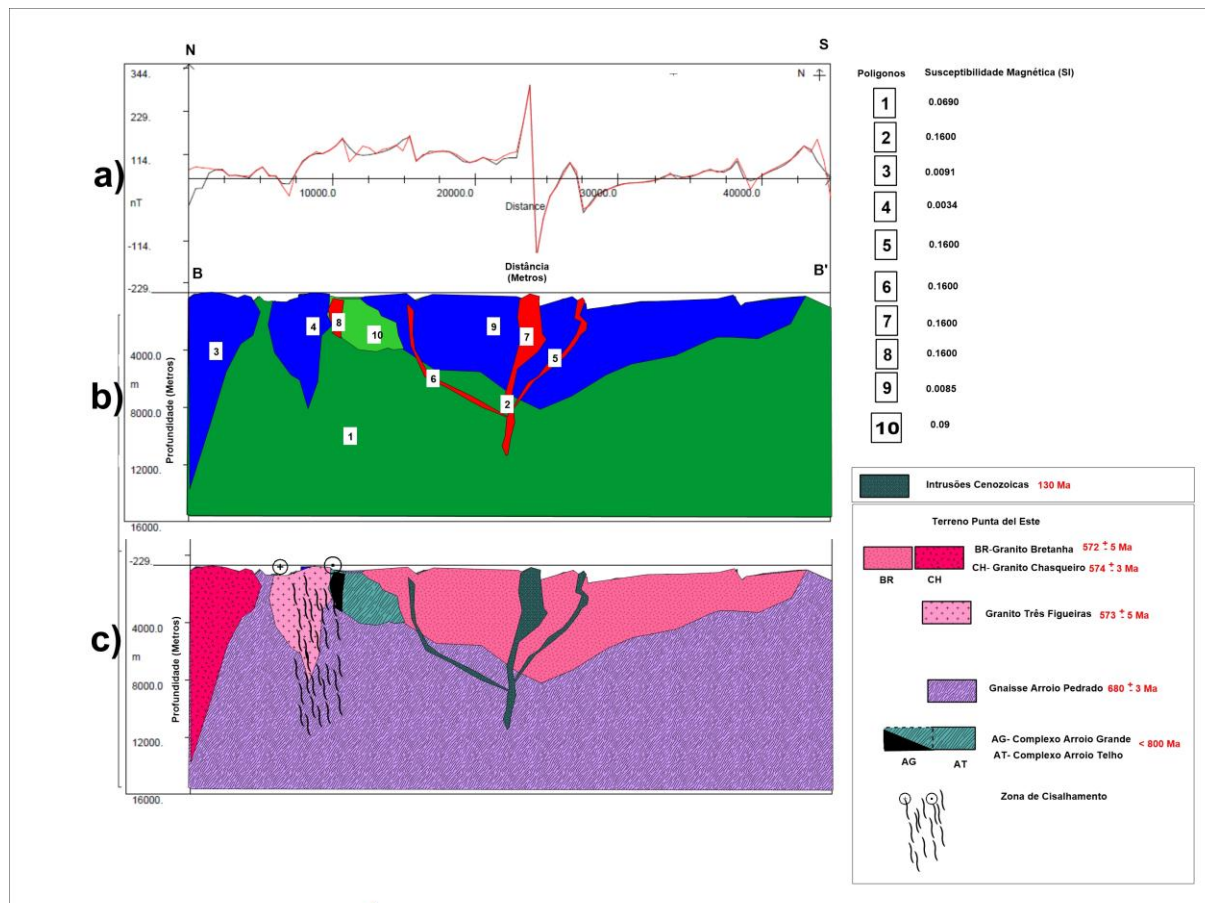 N
S
344.
229.
114.
a)
nT
-114.
-229.
10000.0
20000.0
30000.0
40000.0
Distance
N
Distância
(Metros)
B
B'
3
4
8
10
9
7
5
6
2
1
4000.0
m
8000.0
12000.
16000.
Profundidade (Metros)
b)
-229.
c)
4000.0
m
8000.0
12000.
16000.
Profundidade (Metros)
Poligonos Susceptibilidade Magnética (SI)
1 0.0690
2 0.1600
3 0.0091
4 0.0034
5 0.1600
6 0.1600
7 0.1600
8 0.1600
9 0.0085
10 0.09
Intrusões Cenozoicas 130 Ma
Terreno Punta del Este
BR-Granito Bretanha 572 ± 5 Ma
CH- Granito Chasqueiro 574 ± 3 Ma
BR CH
Granito Três Figueiras 573 ± 5 Ma
Gnaisse Arroio Pedrado 680 ± 3 Ma
AG- Complexo Arroio Grande
< 800 Ma
AT- Complexo Arroio Telho
AG AT
Zona de Cisalhamento